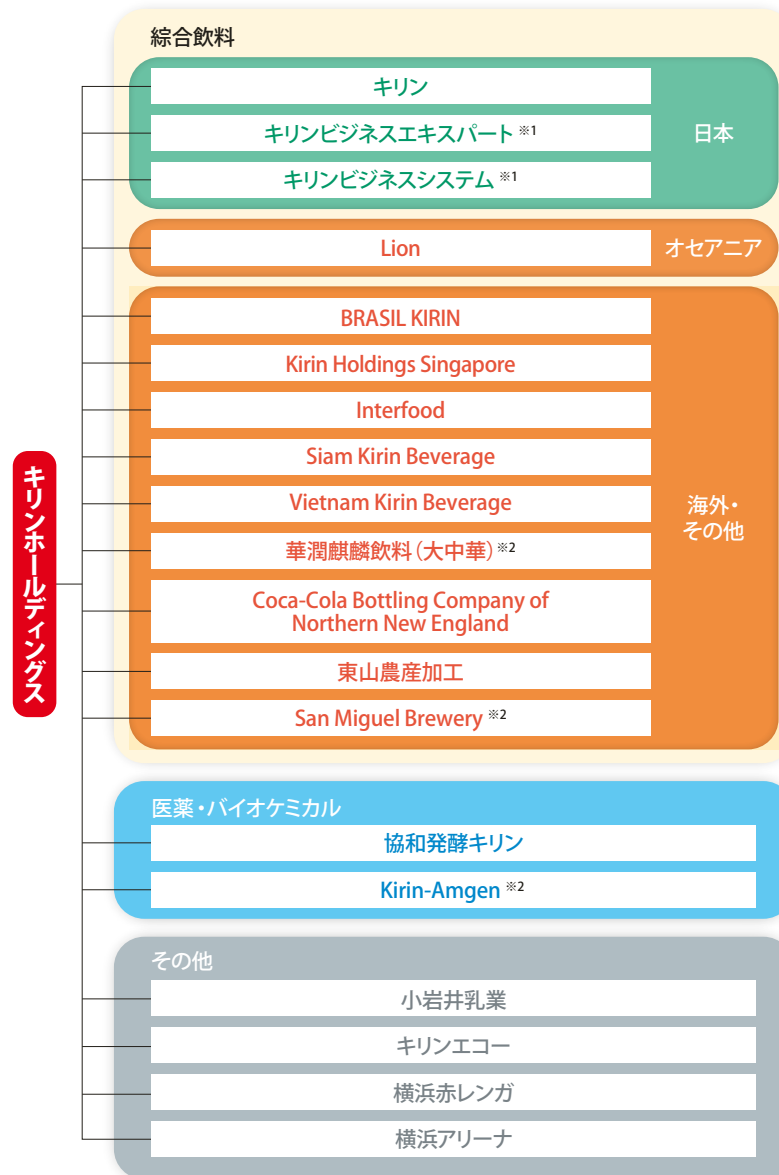 綜合飲料
キリン
キリンビジネスエキスパート ※1
キリンビジネスシステム ※1
日本
Lion
オセアニア
BRASIL KIRIN
Kirin Holdings Singapore
Interfood
Siam Kirin Beverage
Vietnam Kirin Beverage
華潤麒麟飲料（大中華）※2
Coca-Cola Bottling Company of
Northern New England
東山農産加工
San Miguel Brewery ※2
海外・
その他
キリンホールディングス
医薬・バイオケミカル
協和発酵キリン
Kirin-Amgen ※2
その他
小岩井乳業
キリンエコー
横浜赤レンガ
横浜アリーナ